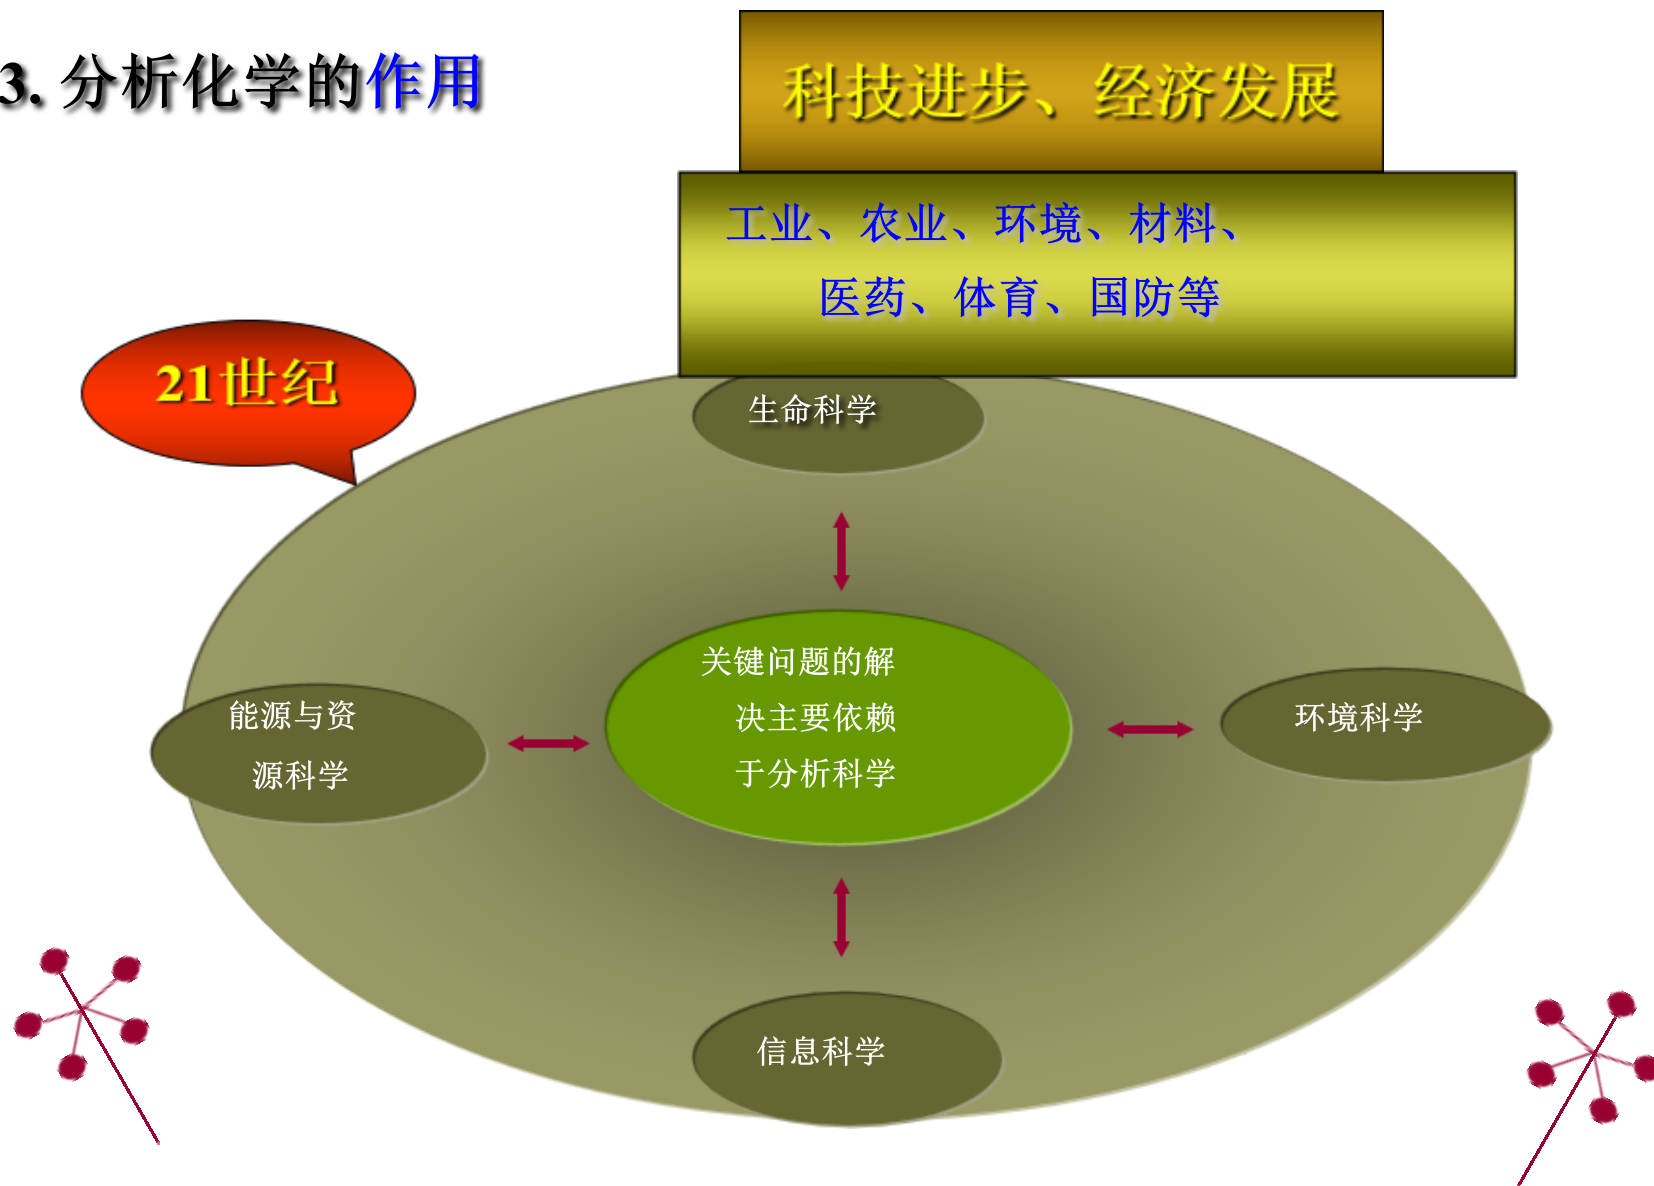 3. 分析化学的作用
科技进步、经济发展
工业、农业、环境、材料、
医药、体育、国防等
21世纪
生命科学
关键问题的解
决主要依赖
于分析科学
能源与资
源科学
环境科学
信息科学